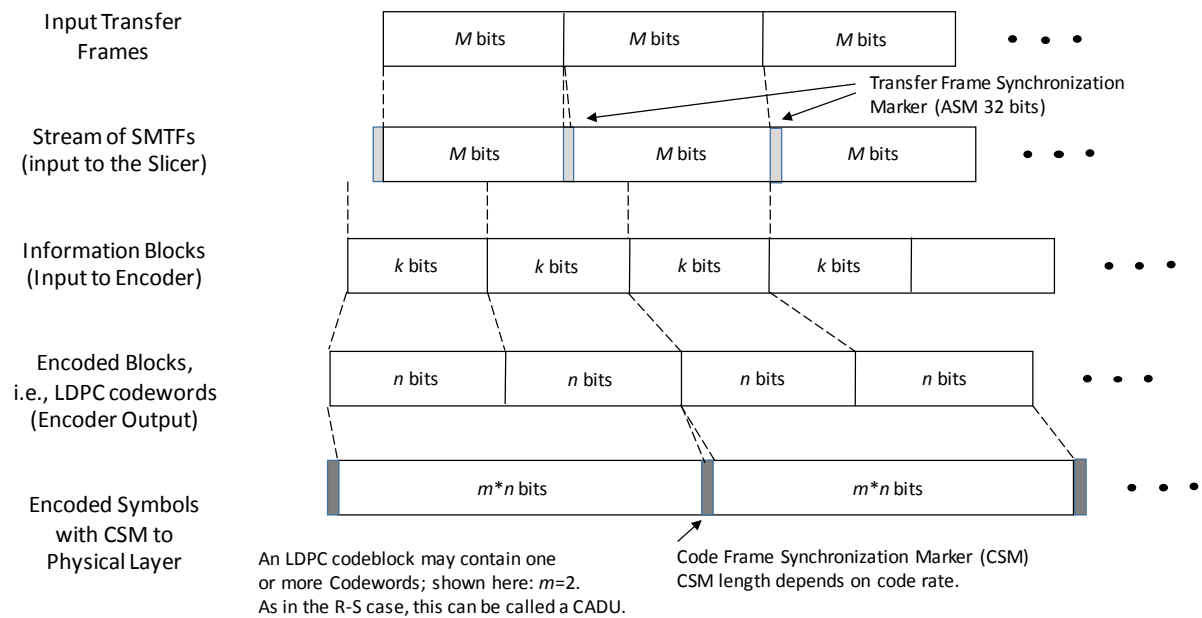 Input Transfer
Frames
M bits
M bits
M bits
Transfer Frame Synchronization
Marker (ASM 32 bits)
Stream of SMTFs
(input to the Slicer)
M bits
M bits
M bits
Information Blocks
(Input to Encoder)
k bits
k bits
k bits
k bits
Encoded Blocks,
i.e., LDPC codewords
(Encoder Output)
n bits
n bits
n bits
n bits
Encoded Symbols
with CSM to
Physical Layer
m*n bits
m*n bits
An LDPC codeblock may contain one
or more Codewords; shown here: m=2.
As in the R-S case, this can be called a CADU.
Code Frame Synchronization Marker (CSM)
CSM length depends on code rate.